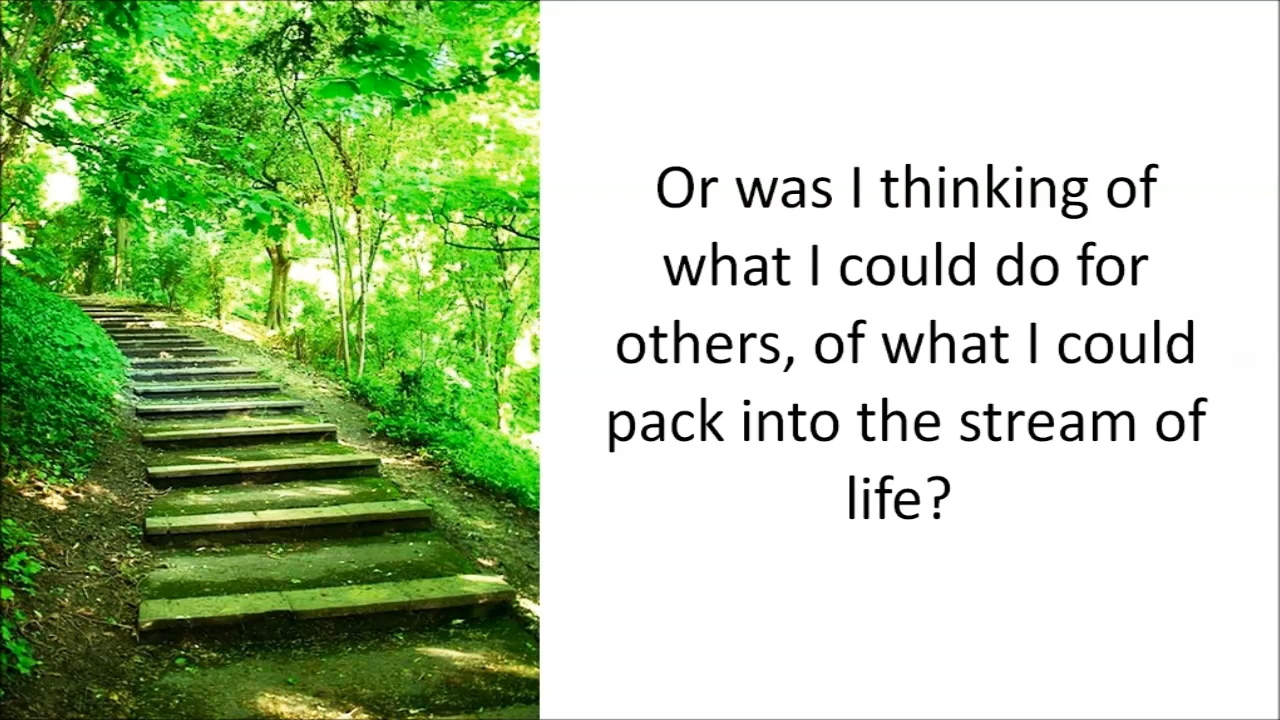 Or was I thinking of
what I could do for
others, of what I could
pack into the stream of
life?